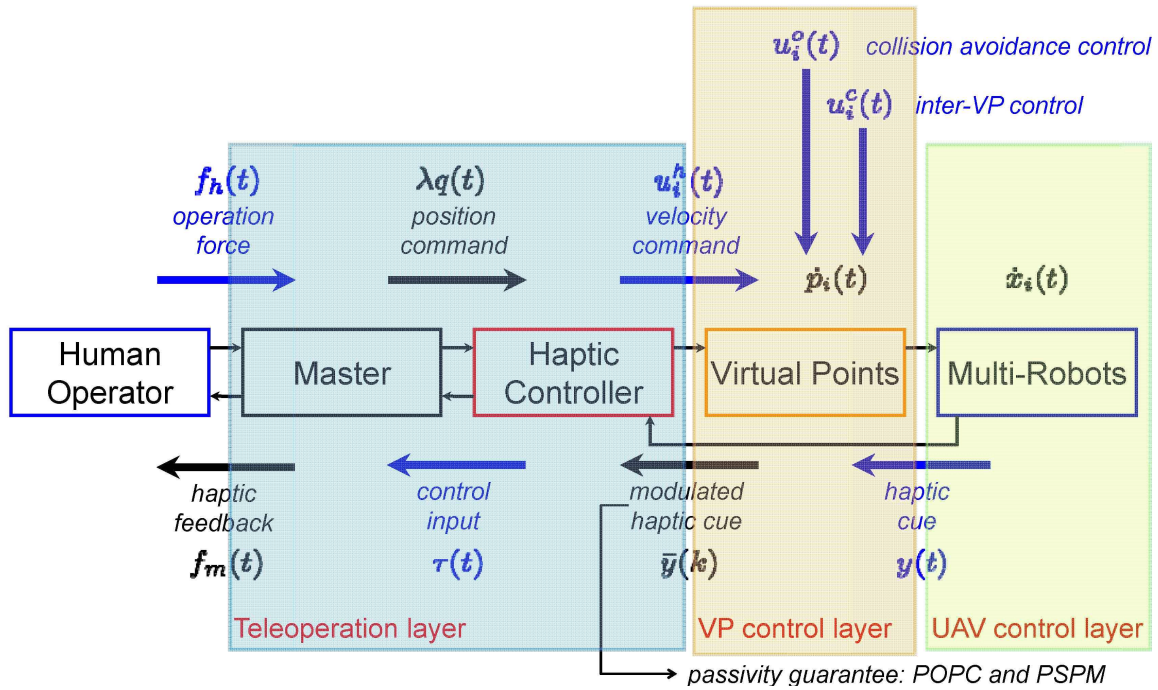 u_i^o(t) collision avoidance control
u_i^c(t) inter-VP control
f_h(t)
operation
force
λq(t)
position
command
u_i^h(t)
velocity
command
ṗ_i(t)
ẋ_i(t)
Human
Operator
Master
Haptic
Controller
Virtual Points
Multi-Robots
haptic
feedback
f_m(t)
control
input
τ(t)
modulated
haptic cue
ȳ(k)
haptic
cue
y(t)
Teleoperation layer
VP control layer
UAV control layer
passivity guarantee: POPC and PSPM